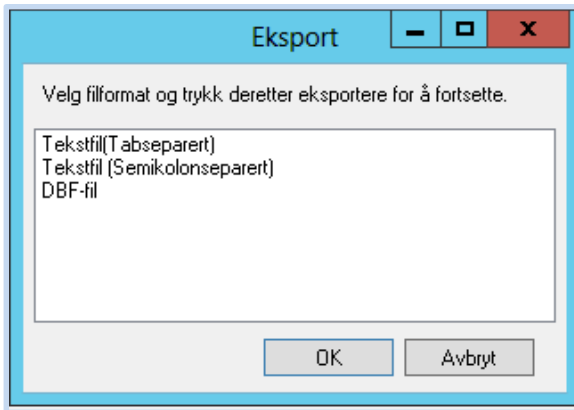 Eksport
Velg filformat og trykk deretter eksportere for å fortsette.
Tekstfil(Tabseparert)
Tekstfil (Semikolonseparert)
DBF-fil
OK Avbryt